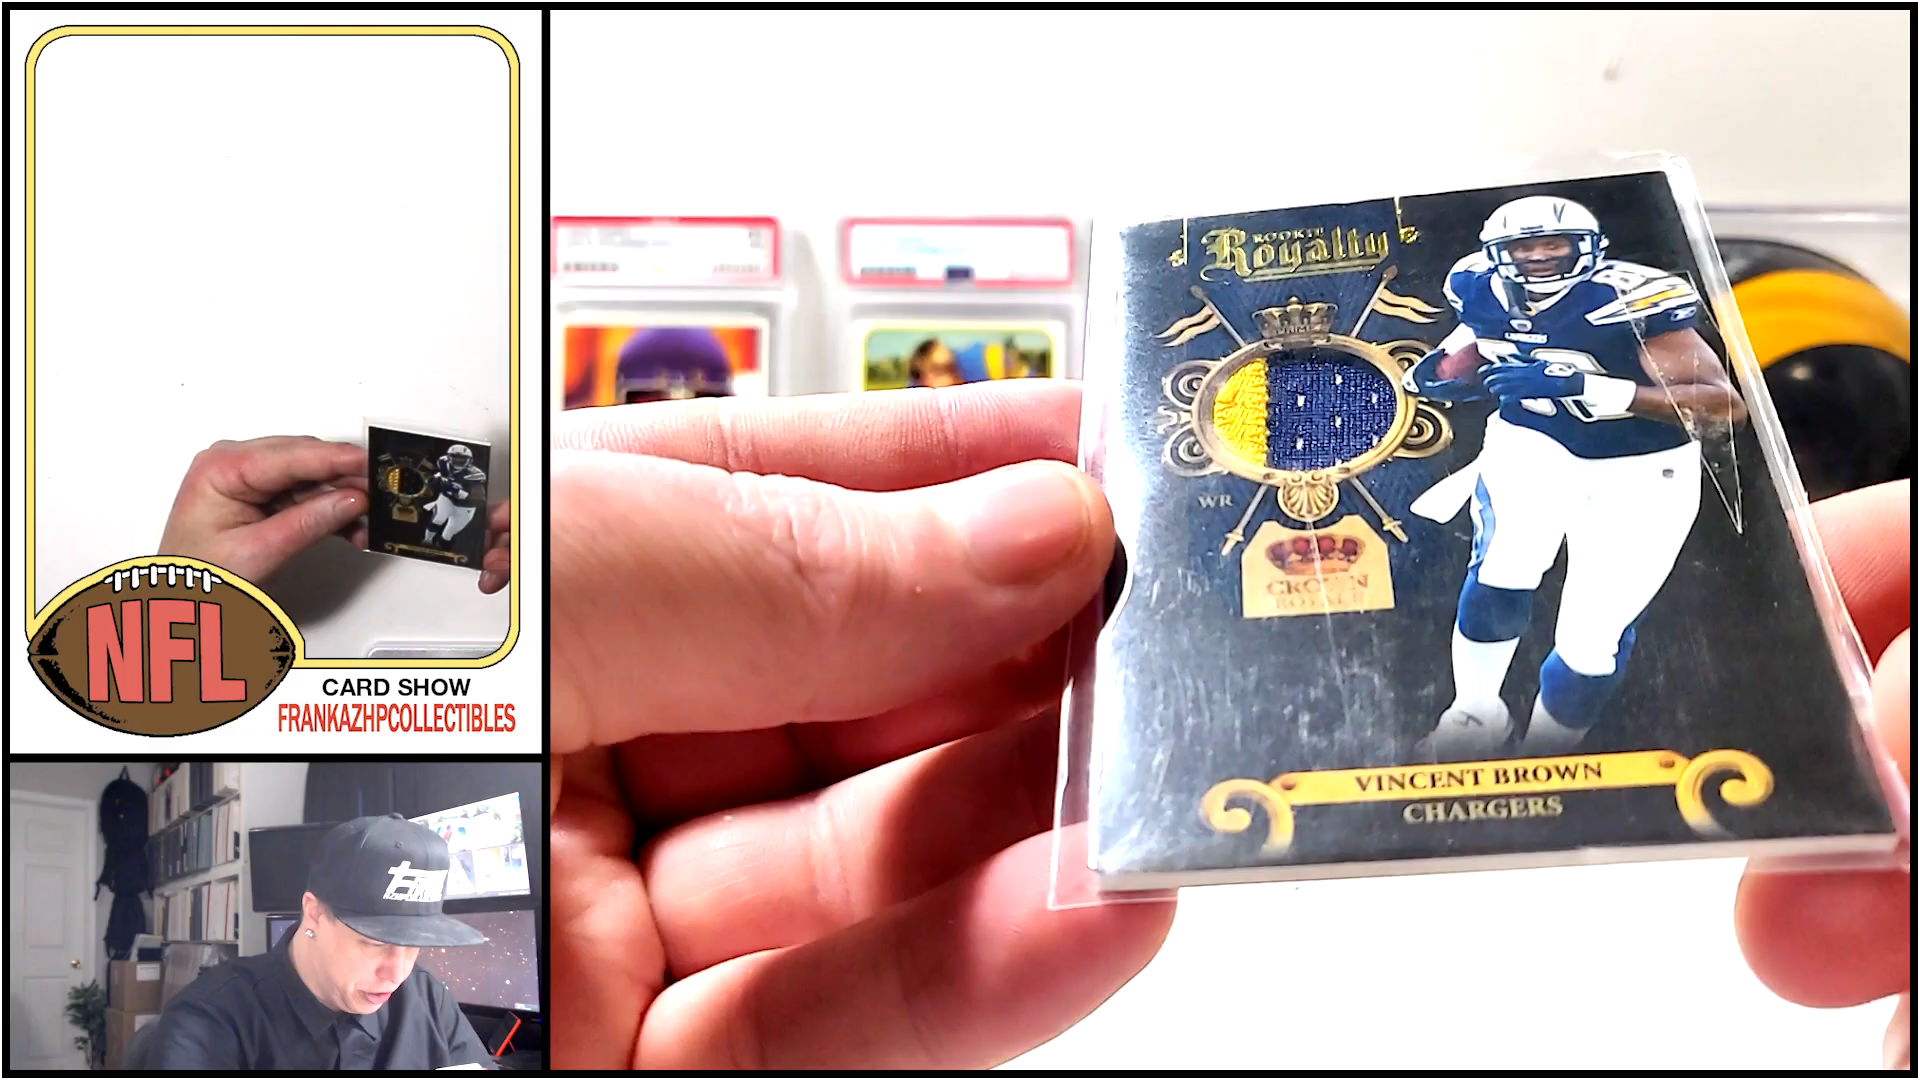 NFL
CARD SHOW
FRANKAZHPCOLLECTIBLES
ROOKIE
Royalty
WR
CROWN
ROYALE
VINCENT BROWN
CHARGERS